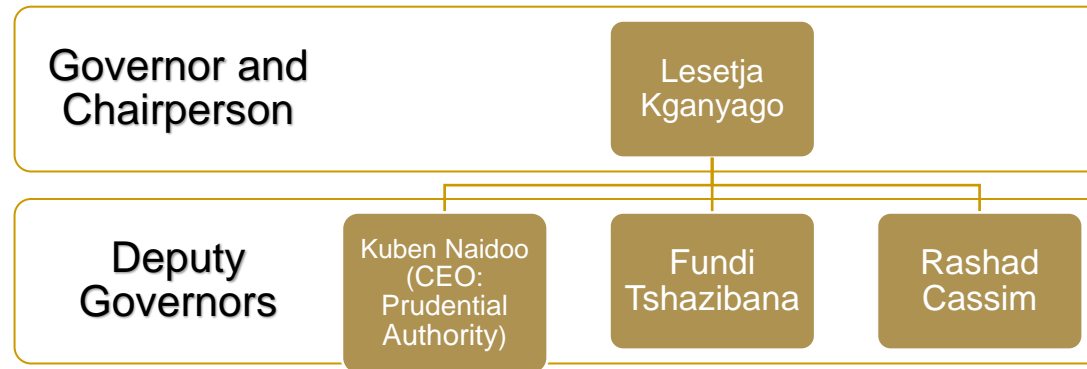 Governor and
Chairperson
Lesetja
Kganyago
Deputy
Governors
Kuben Naidoo
(CEO:
Prudential
Authority)
Fundi
Tshazibana
Rashad
Cassim